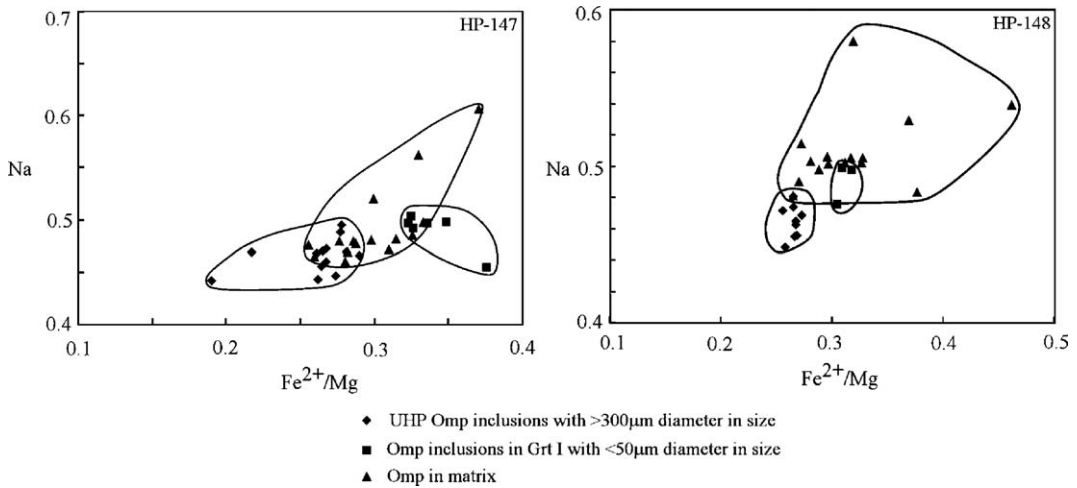 HP-147
0.7
0.6
Na
0.5
0.4
0.1
0.2
0.3
0.4
Fe2+/Mg
HP-148
0.6
Na
0.5
0.4
0.1
0.2
0.3
0.4
0.5
Fe2+/Mg
UHP Omp inclusions with >300μm diameter in size
Omp inclusions in Grt I with <50μm diameter in size
Omp in matrix